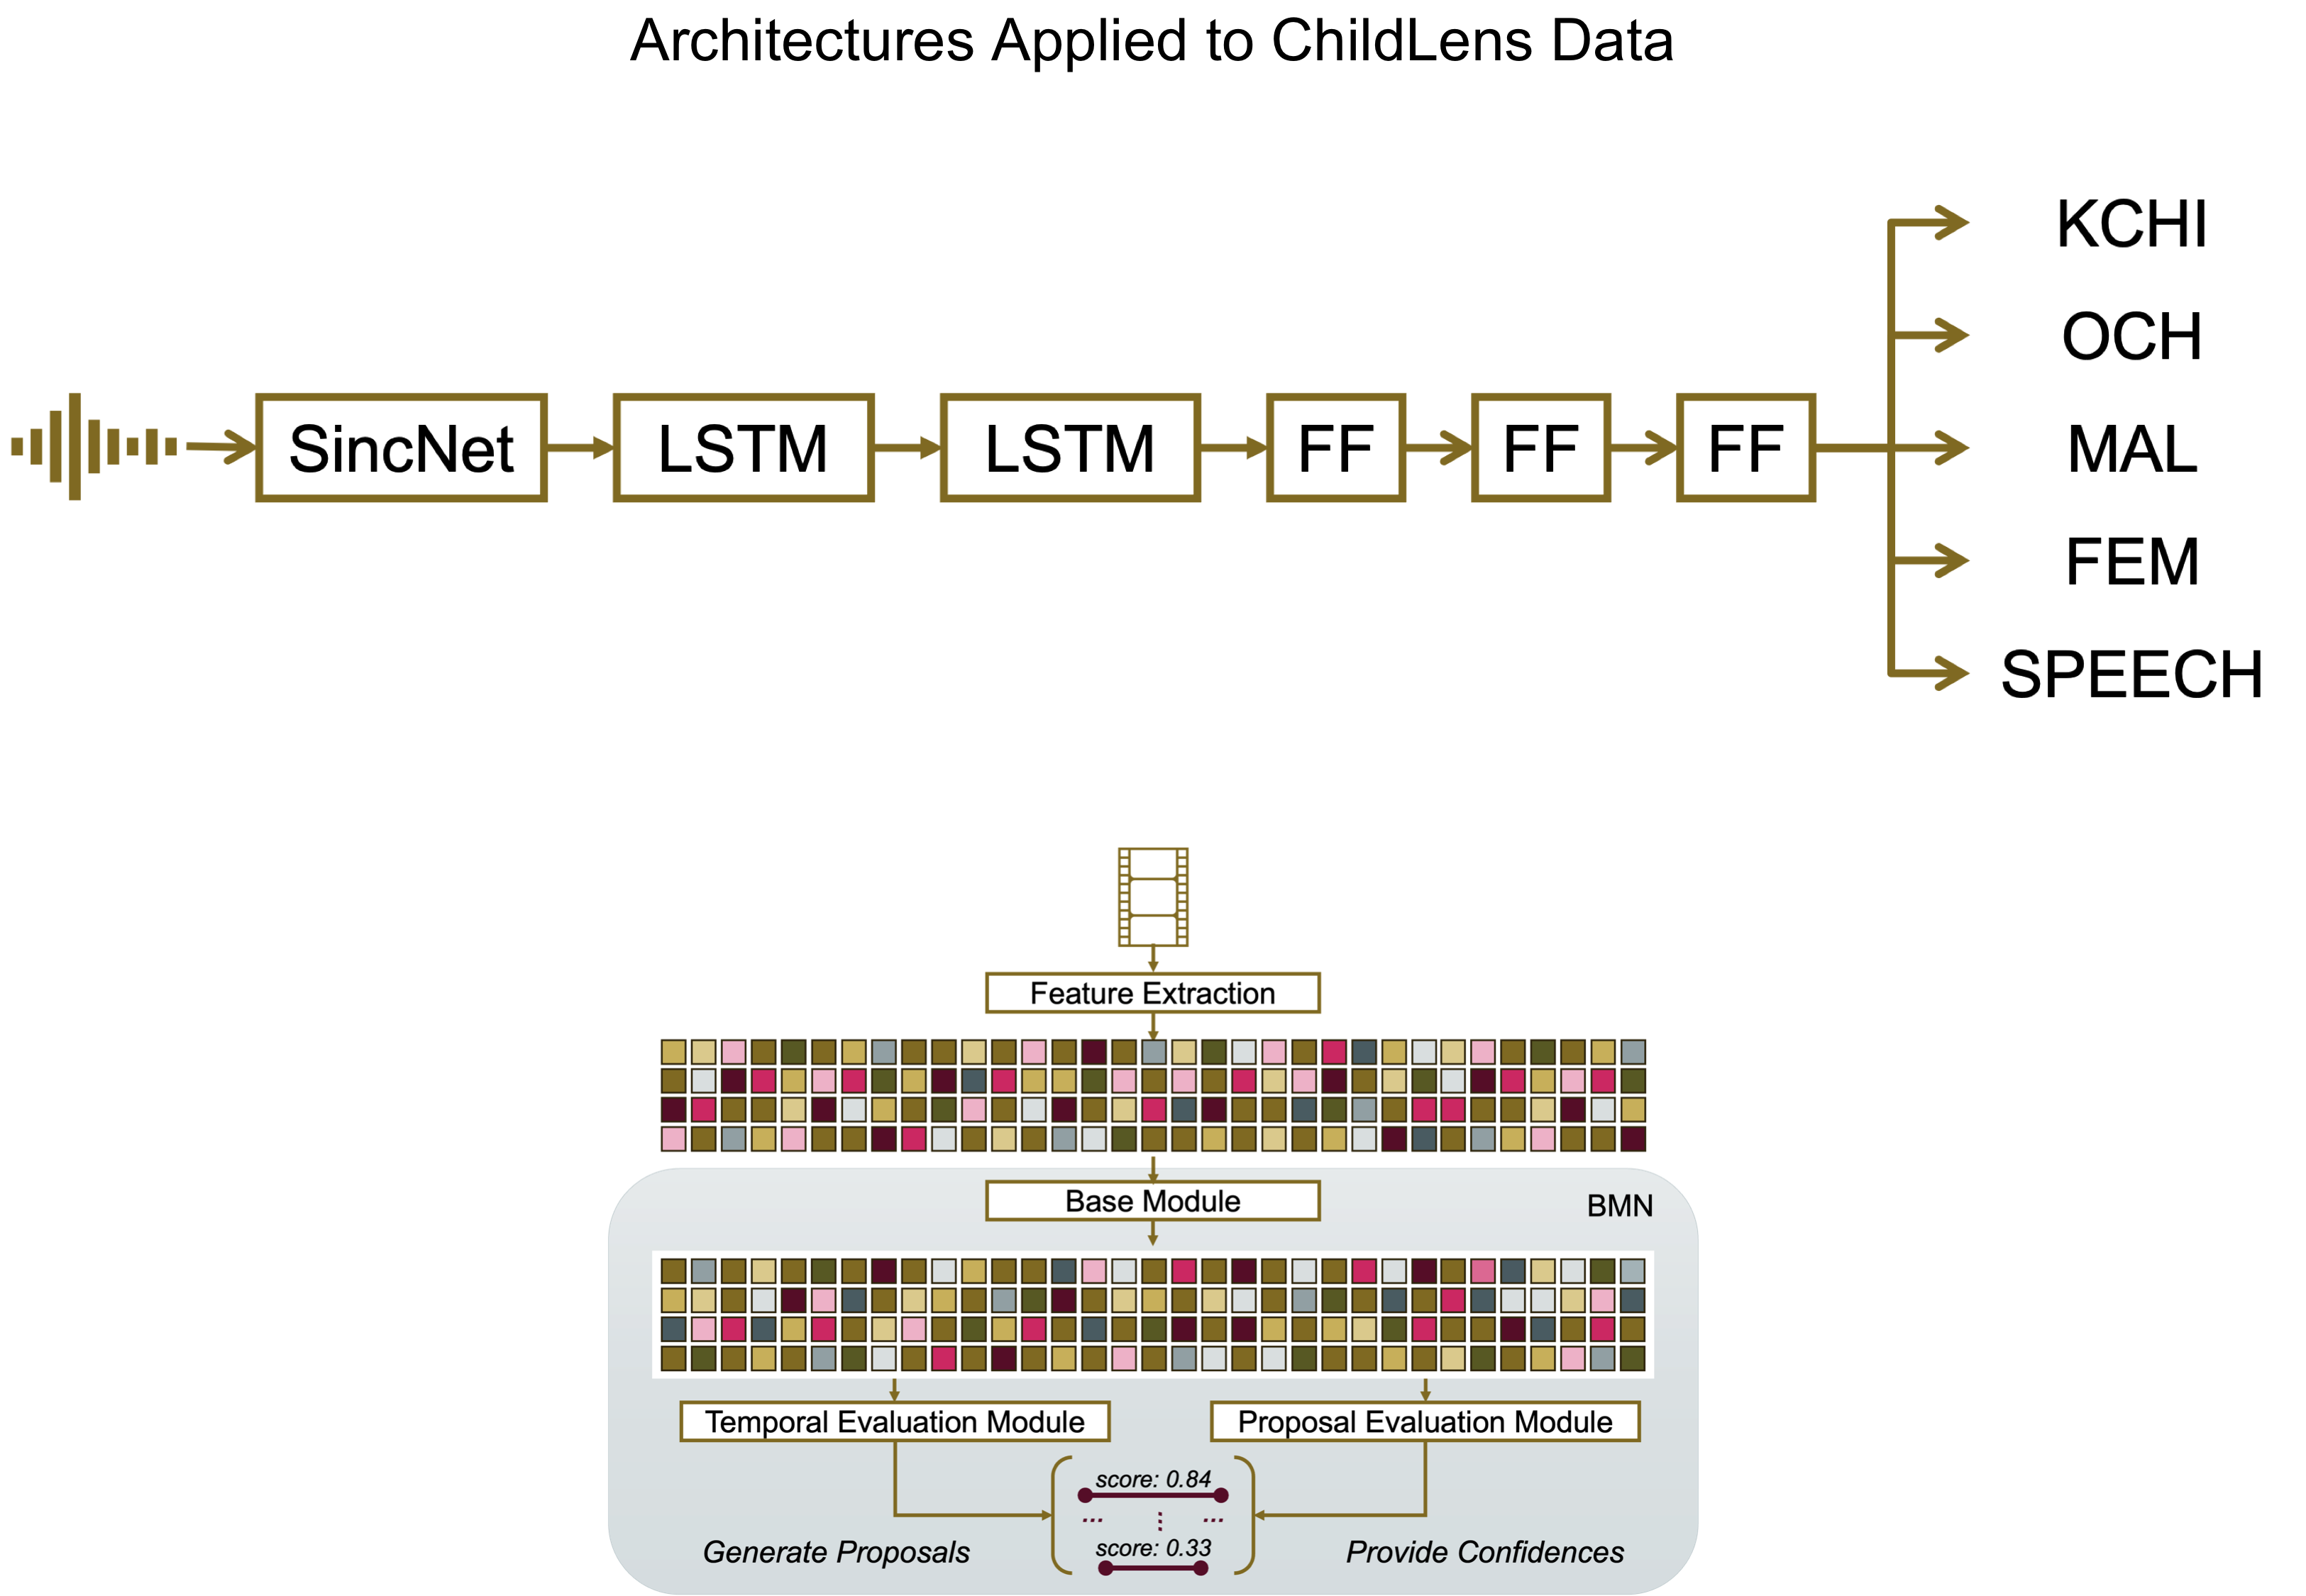 Architectures Applied to ChildLens Data
KCHI
OCH
MAL
FEM
SPEECH
SincNet
LSTM
LSTM
FF
FF
FF
Feature Extraction
Base Module
BMN
Temporal Evaluation Module
Proposal Evaluation Module
score: 0.84
... ⋮ ...
score: 0.33
Generate Proposals
Provide Confidences